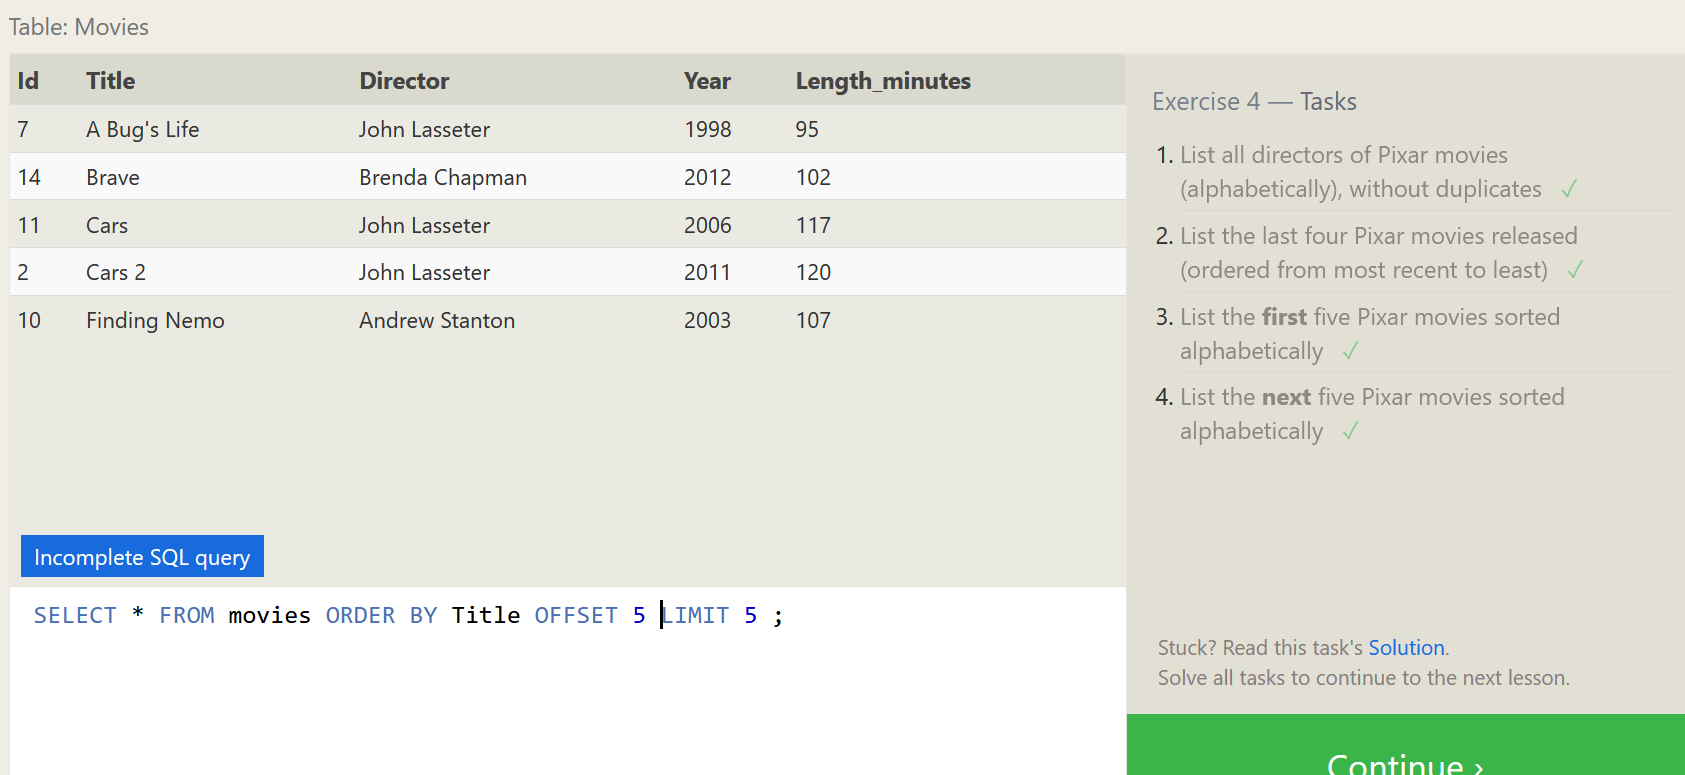 Table: Movies
Id Title Director Year Length_minutes
7 A Bug's Life John Lasseter 1998 95
14 Brave Brenda Chapman 2012 102
11 Cars John Lasseter 2006 117
2 Cars 2 John Lasseter 2011 120
10 Finding Nemo Andrew Stanton 2003 107
Incomplete SQL query
SELECT * FROM movies ORDER BY Title OFFSET 5 LIMIT 5 ;
Exercise 4 — Tasks
1. List all directors of Pixar movies
(alphabetically), without duplicates ✓
2. List the last four Pixar movies released
(ordered from most recent to least) ✓
3. List the first five Pixar movies sorted
alphabetically ✓
4. List the next five Pixar movies sorted
alphabetically ✓
Stuck? Read this task's Solution.
Solve all tasks to continue to the next lesson.
Continue ›